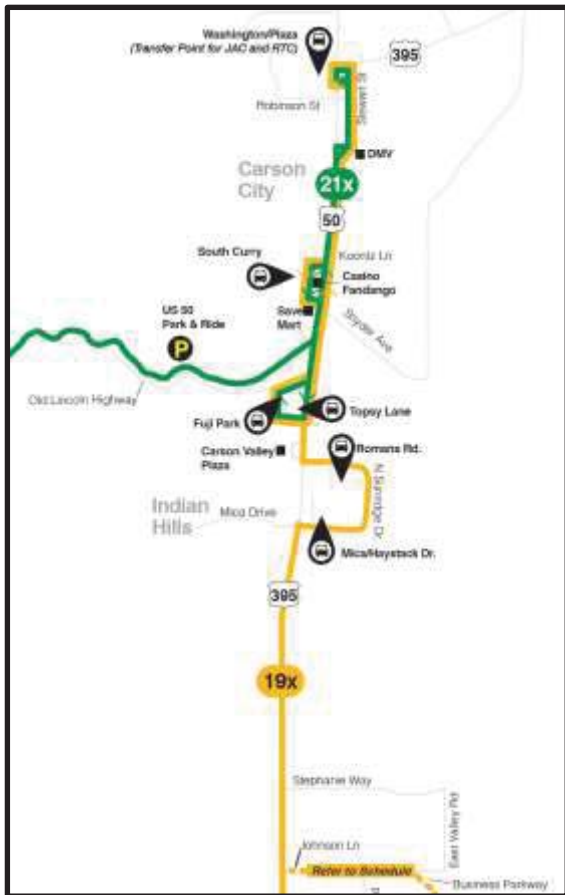 Washington/Plaza
(Transfer Point for JAC and RTC)
395
Robinson St
Stewart St
DMV
Carson
City
21x
50
South Curry
Koontz Ln
Casino
Fandango
US 50
Park & Ride
P
Save
Mart
Snyder Ave
Old Lincoln Highway
Fuji Park
Topsy Lane
Carson Valley
Plaza
Romans Rd.
N Sunridge Dr
Indian
Hills
Mica Drive
Mica/Haystack Dr.
395
19x
Stephanie Way
East Valley Rd
Johnson Ln
Refer to Schedule
Business Parkway